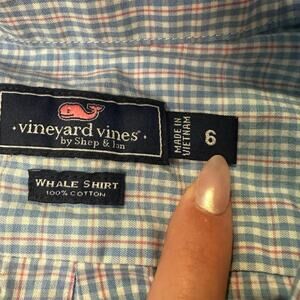 vineyard vines®
by Shep & Ian
MADE IN
VIETNAM
6
WHALE SHIRT
100% COTTON